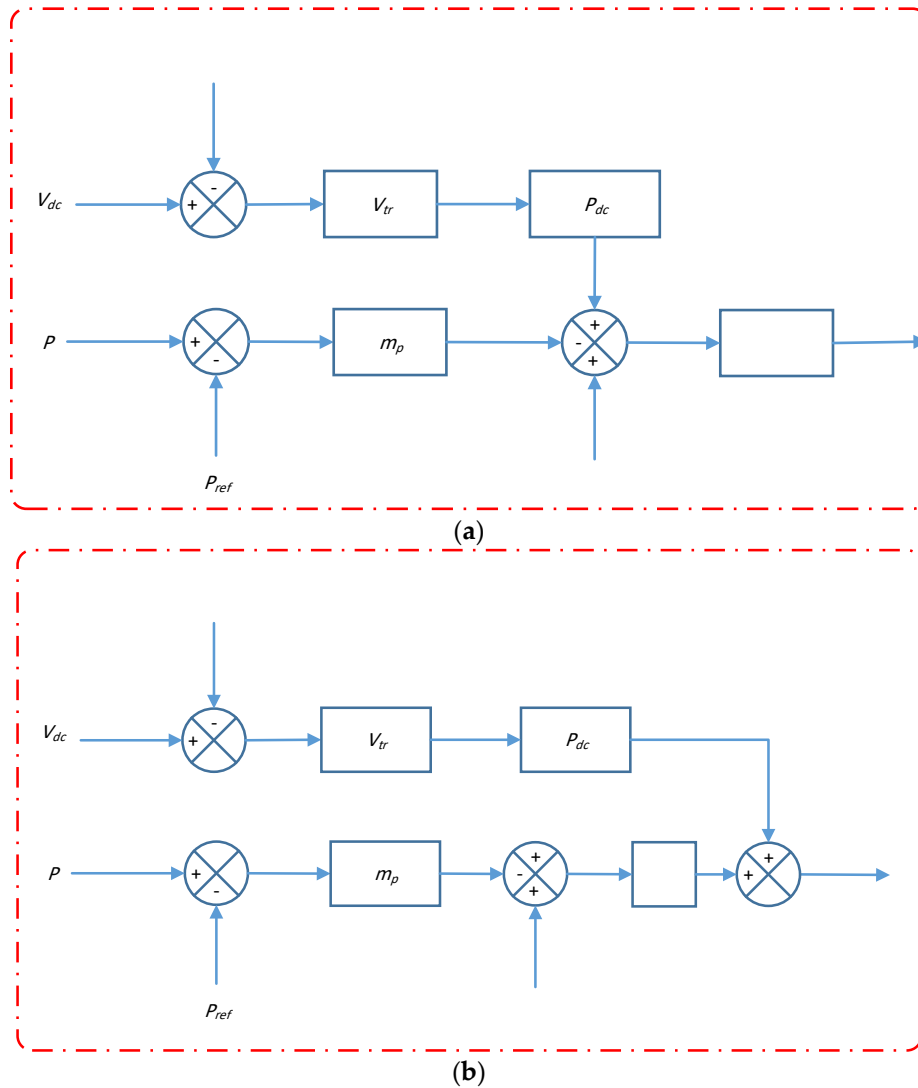 -
V_dc + V_tr P_dc
+
P + m_p - 
- +
P_ref
(a)
-
V_dc + V_tr P_dc
+ +
P + m_p - +
- +
P_ref
(b)